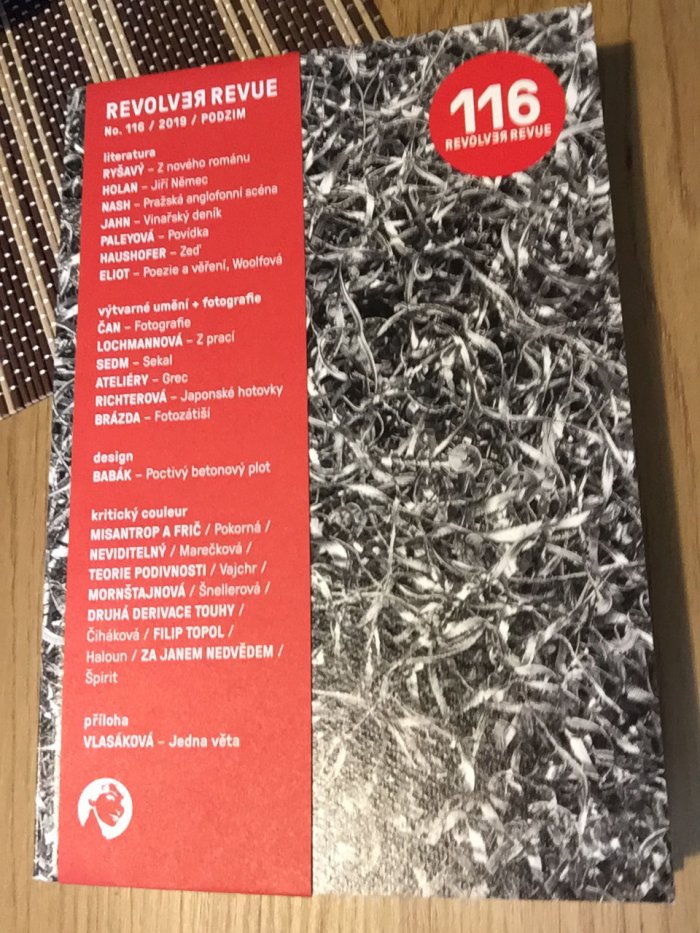 REVOLVER REVUE
No. 116 / 2019 / PODZIM
literatura
RYŠAVÝ – Z nového románu
HOLAN – Jiří Němec
NASH – Pražská anglofonní scéna
JAHN – Vinařský deník
PALEYOVÁ – Povídka
HAUSHOFER – Zeď
ELIOT – Poezie a věření, Woolfová
výtvarné umění + fotografie
ČAN – Fotografie
LOCHMANNOVÁ – Z prací
SEDM – Sekal
ATELIÉRY – Grec
RICHTEROVÁ – Japonské hotovky
BRÁZDA – Fotozátiší
design
BABÁK – Poctivý betonový plot
kritický couleur
MISANTROP A FRIČ / Pokorná /
NEVIDITELNÝ / Marečková /
TEORIE PODIVNOSTI / Vajchr /
MORNŠTAJNOVÁ / Šnellerová /
DRUHÁ DERIVACE TOUHY /
Čiháková / FILIP TOPOL /
Haloun / ZA JANEM NEDVĚDEM /
Špirit
příloha
VLASÁKOVÁ – Jedna věta
116
REVOLVER REVUE